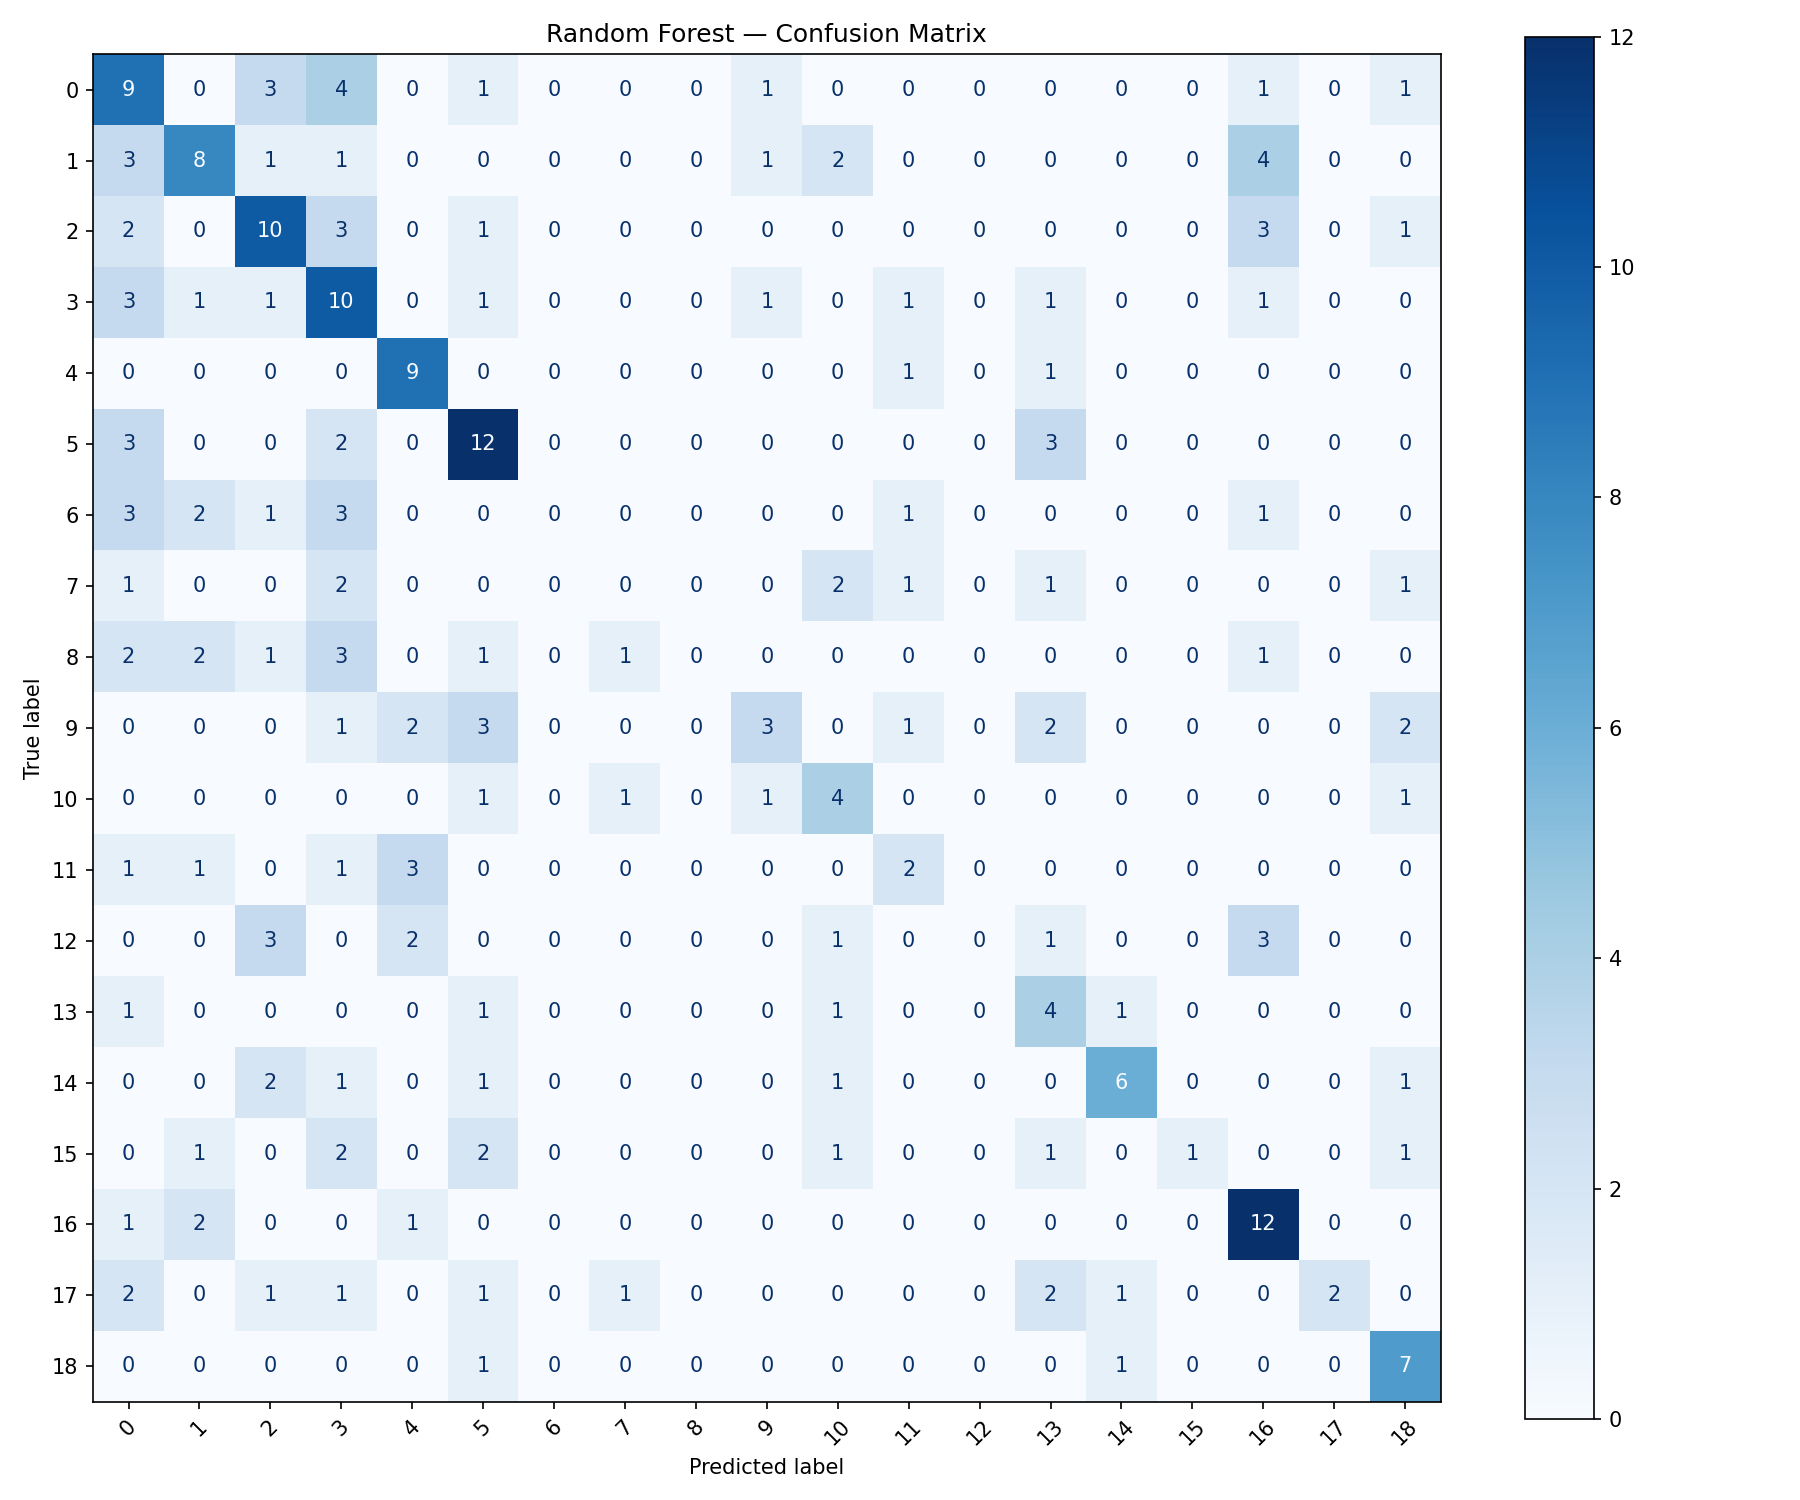 Random Forest — Confusion Matrix
True label
0 9 0 3 4 0 1 0 0 0 1 0 0 0 0 0 0 1 0 1
1 3 8 1 1 0 0 0 0 0 1 2 0 0 0 0 0 4 0 0
2 2 0 10 3 0 1 0 0 0 0 0 0 0 0 0 0 3 0 1
3 3 1 1 10 0 1 0 0 0 1 0 1 0 1 0 0 1 0 0
4 0 0 0 0 9 0 0 0 0 0 0 1 0 1 0 0 0 0 0
5 3 0 0 2 0 12 0 0 0 0 0 0 0 3 0 0 0 0 0
6 3 2 1 3 0 0 0 0 0 0 0 1 0 0 0 0 1 0 0
7 1 0 0 2 0 0 0 0 0 0 2 1 0 1 0 0 0 0 1
8 2 2 1 3 0 1 0 1 0 0 0 0 0 0 0 0 1 0 0
9 0 0 0 1 2 3 0 0 0 3 0 1 0 2 0 0 0 0 2
10 0 0 0 0 0 1 0 1 0 1 4 0 0 0 0 0 0 0 1
11 1 1 0 1 3 0 0 0 0 0 0 2 0 0 0 0 0 0 0
12 0 0 3 0 2 0 0 0 0 0 1 0 0 1 0 0 3 0 0
13 1 0 0 0 0 1 0 0 0 0 1 0 0 4 1 0 0 0 0
14 0 0 2 1 0 1 0 0 0 0 1 0 0 0 6 0 0 0 1
15 0 1 0 2 0 2 0 0 0 0 1 0 0 1 0 1 0 0 1
16 1 2 0 0 1 0 0 0 0 0 0 0 0 0 0 0 12 0 0
17 2 0 1 1 0 1 0 1 0 0 0 0 0 2 1 0 0 2 0
18 0 0 0 0 0 1 0 0 0 0 0 0 0 0 1 0 0 0 7
0 1 2 3 4 5 6 7 8 9 10 11 12 13 14 15 16 17 18
Predicted label
12
10
8
6
4
2
0